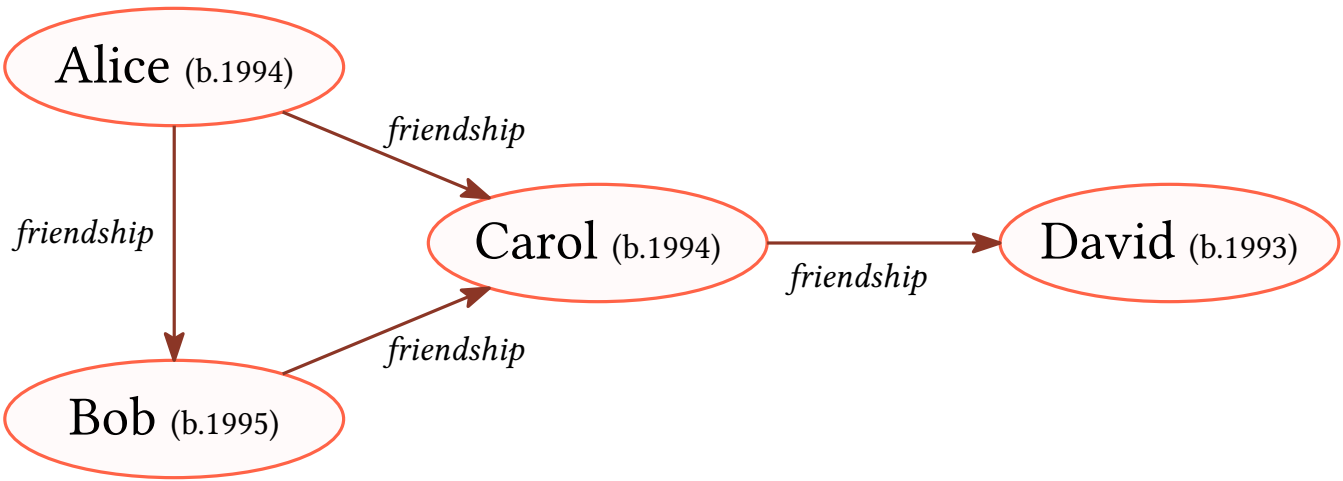 Alice (b.1994)
friendship
friendship
Carol (b.1994)
friendship
David (b.1993)
friendship
Bob (b.1995)